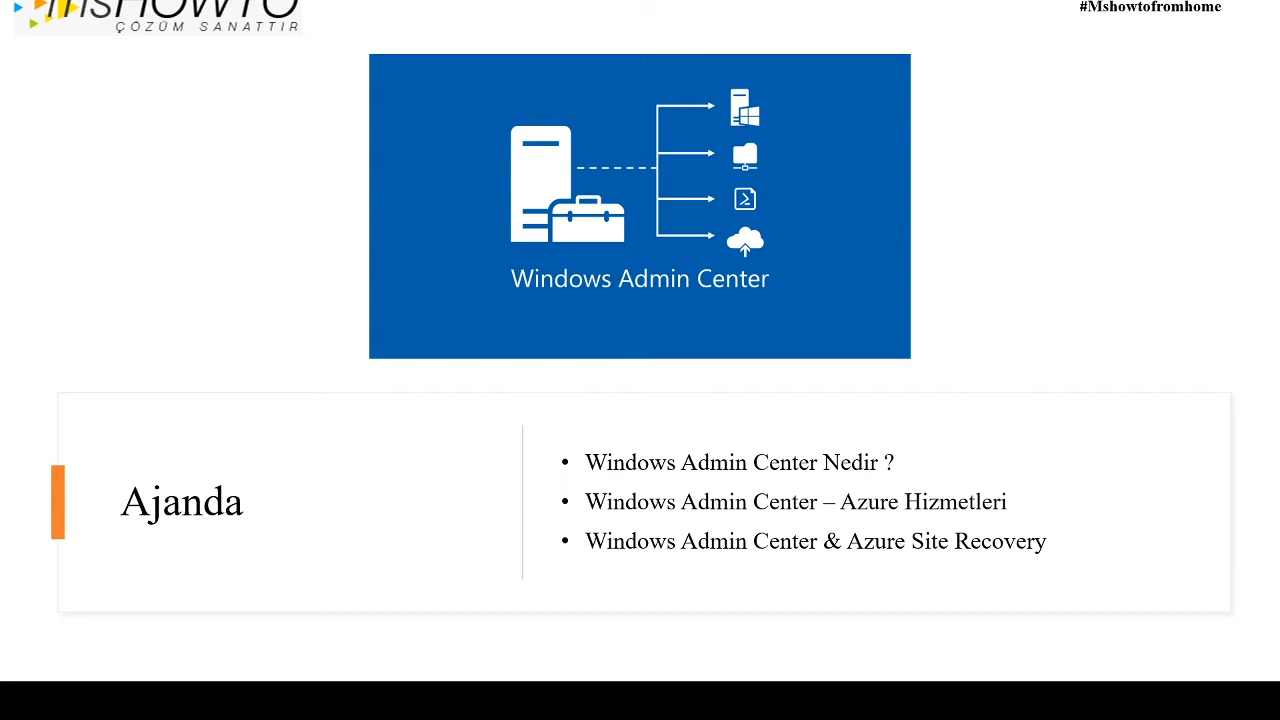 mSHOWTO
ÇÖZÜM SANATTIR
#Mshowtofromhome
Windows Admin Center
Ajanda
• Windows Admin Center Nedir ?
• Windows Admin Center – Azure Hizmetleri
• Windows Admin Center & Azure Site Recovery